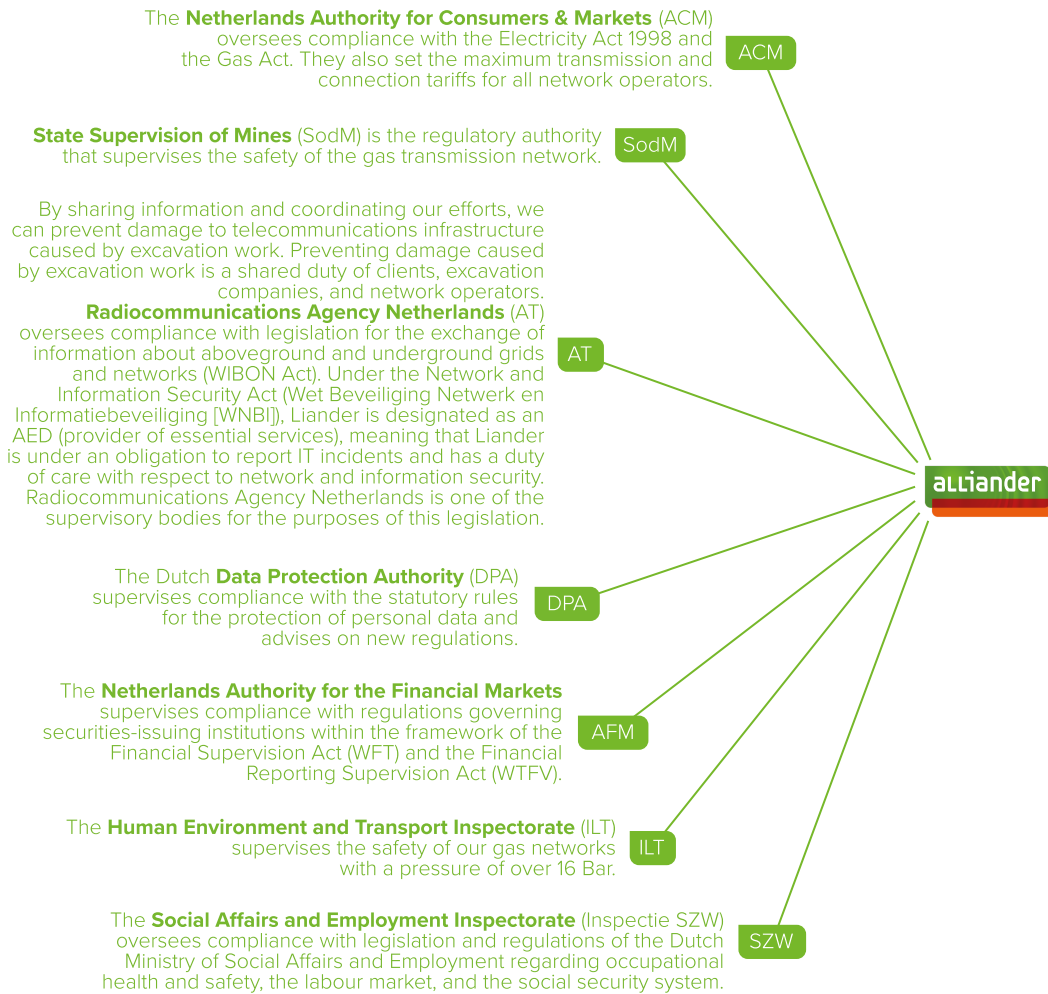 The Netherlands Authority for Consumers & Markets (ACM)
oversees compliance with the Electricity Act 1998 and
the Gas Act. They also set the maximum transmission and
connection tariffs for all network operators.
ACM
State Supervision of Mines (SodM) is the regulatory authority
that supervises the safety of the gas transmission network.
SodM
By sharing information and coordinating our efforts, we
can prevent damage to telecommunications infrastructure
caused by excavation work. Preventing damage caused
by excavation work is a shared duty of clients, excavation
companies, and network operators.
Radiocommunications Agency Netherlands (AT)
oversees compliance with legislation for the exchange of
information about aboveground and underground grids
and networks (WIBON Act). Under the Network and
Information Security Act (Wet Beveiliging Netwerk en
Informatiebeveiliging [WNBI]), Liander is designated as an
AED (provider of essential services), meaning that Liander
is under an obligation to report IT incidents and has a duty
of care with respect to network and information security.
Radiocommunications Agency Netherlands is one of the
supervisory bodies for the purposes of this legislation.
AT
alliander
The Dutch Data Protection Authority (DPA)
supervises compliance with the statutory rules
for the protection of personal data and
advises on new regulations.
DPA
The Netherlands Authority for the Financial Markets
supervises compliance with regulations governing
securities-issuing institutions within the framework of the
Financial Supervision Act (WFT) and the Financial
Reporting Supervision Act (WTFV).
AFM
The Human Environment and Transport Inspectorate (ILT)
supervises the safety of our gas networks
with a pressure of over 16 Bar.
ILT
The Social Affairs and Employment Inspectorate (Inspectie SZW)
oversees compliance with legislation and regulations of the Dutch
Ministry of Social Affairs and Employment regarding occupational
health and safety, the labour market, and the social security system.
SZW